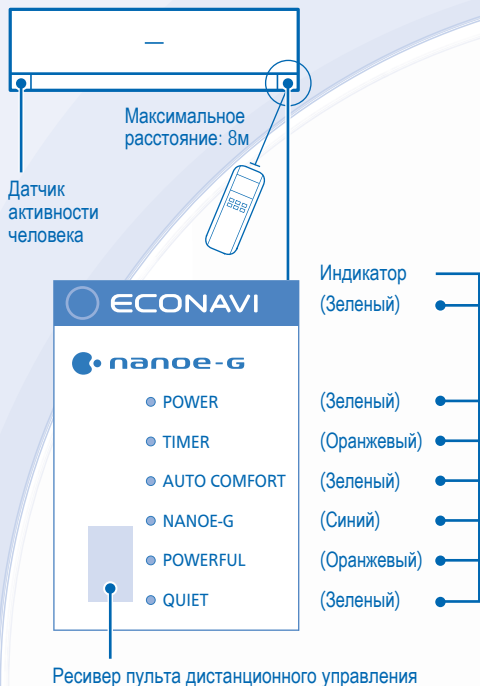 Максимальное
расстояние: 8м
Датчик
активности
человека
Индикатор
ECONAVI (Зеленый)
nanoe-G
POWER (Зеленый)
TIMER (Оранжевый)
AUTO COMFORT (Зеленый)
NANOE-G (Синий)
POWERFUL (Оранжевый)
QUIET (Зеленый)
Ресивер пульта дистанционного управления